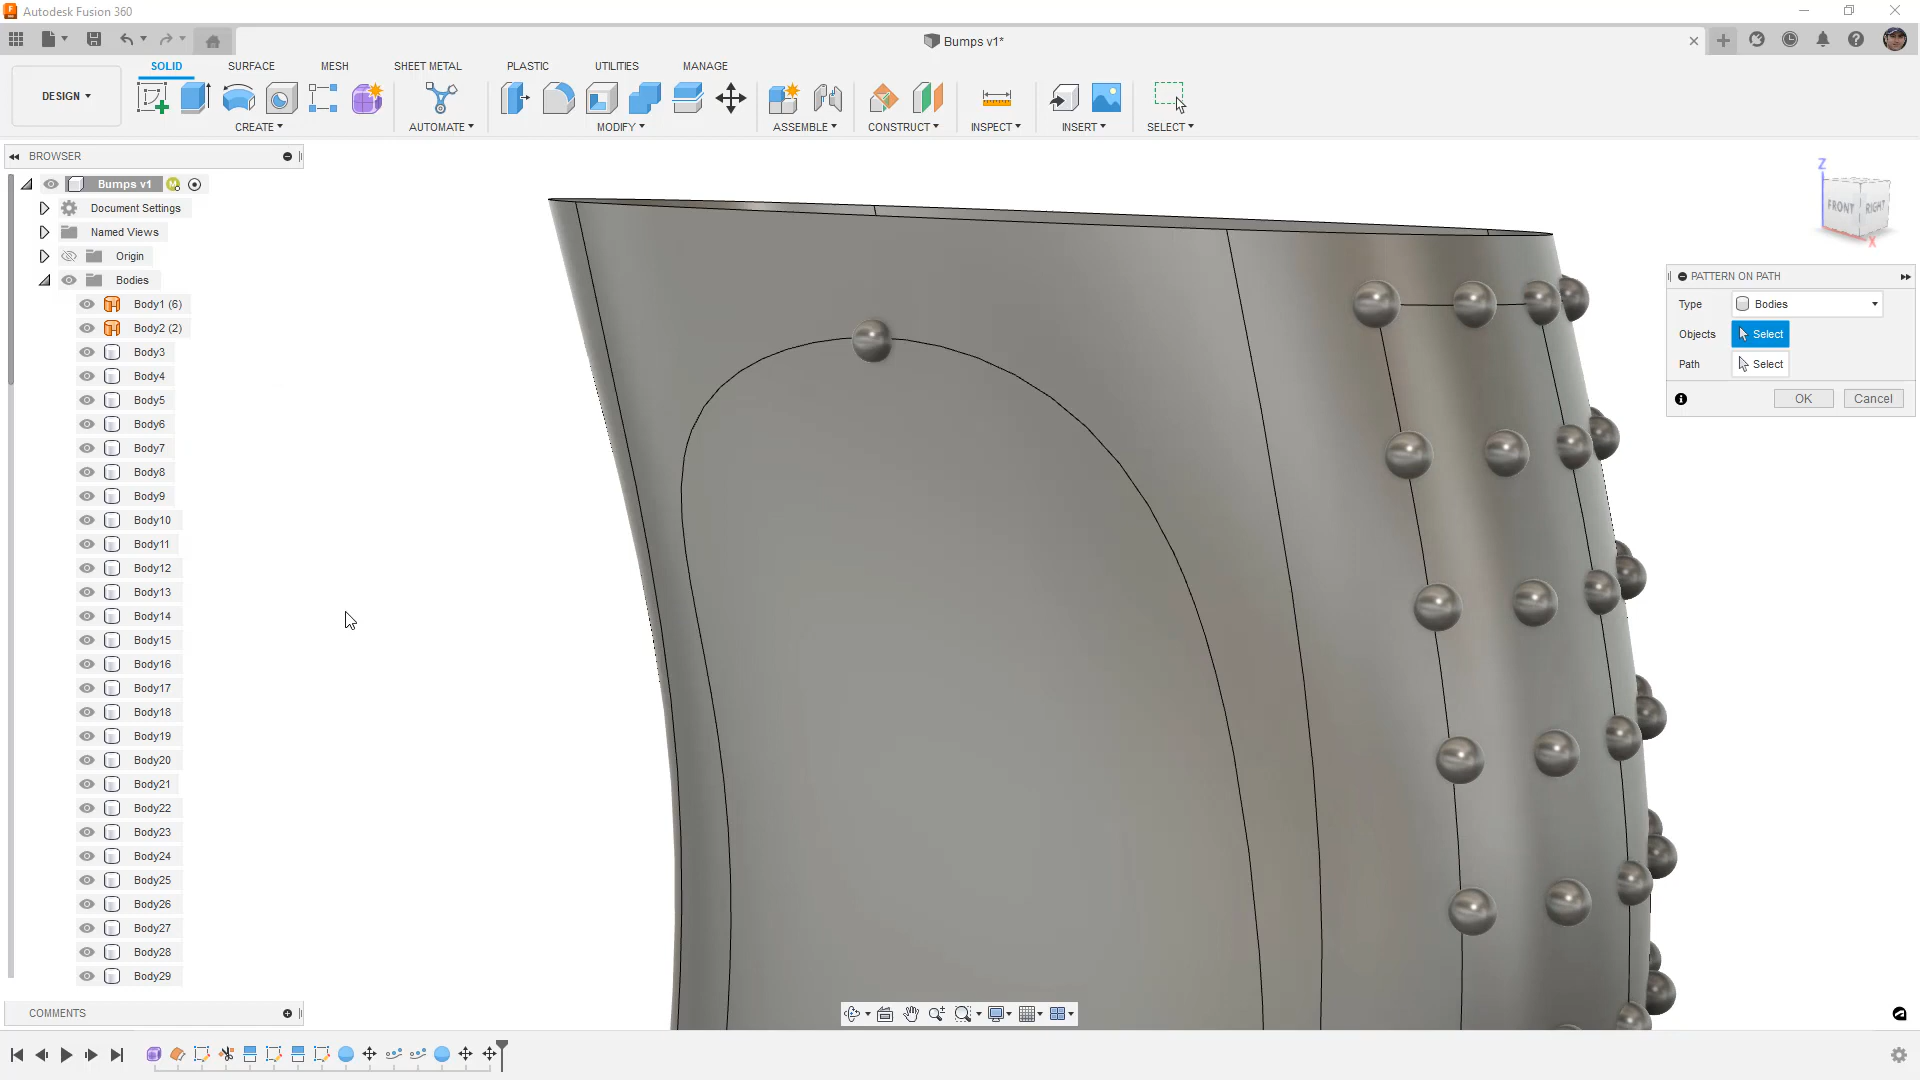 Autodesk Fusion 360
Bumps v1*
SOLID
SURFACE
MESH
SHEET METAL
PLASTIC
UTILITIES
MANAGE
DESIGN
CREATE
AUTOMATE
MODIFY
ASSEMBLE
CONSTRUCT
INSPECT
INSERT
SELECT
BROWSER
Bumps v1
M
Document Settings
Named Views
Origin
Bodies
Body1 (6)
Body2 (2)
Body3
Body4
Body5
Body6
Body7
Body8
Body9
Body10
Body11
Body12
Body13
Body14
Body15
Body16
Body17
Body18
Body19
Body20
Body21
Body22
Body23
Body24
Body25
Body26
Body27
Body28
Body29
COMMENTS
Z
FRONT
RIGHT
X
PATTERN ON PATH
Type
Bodies
Objects
Select
Path
Select
OK
Cancel